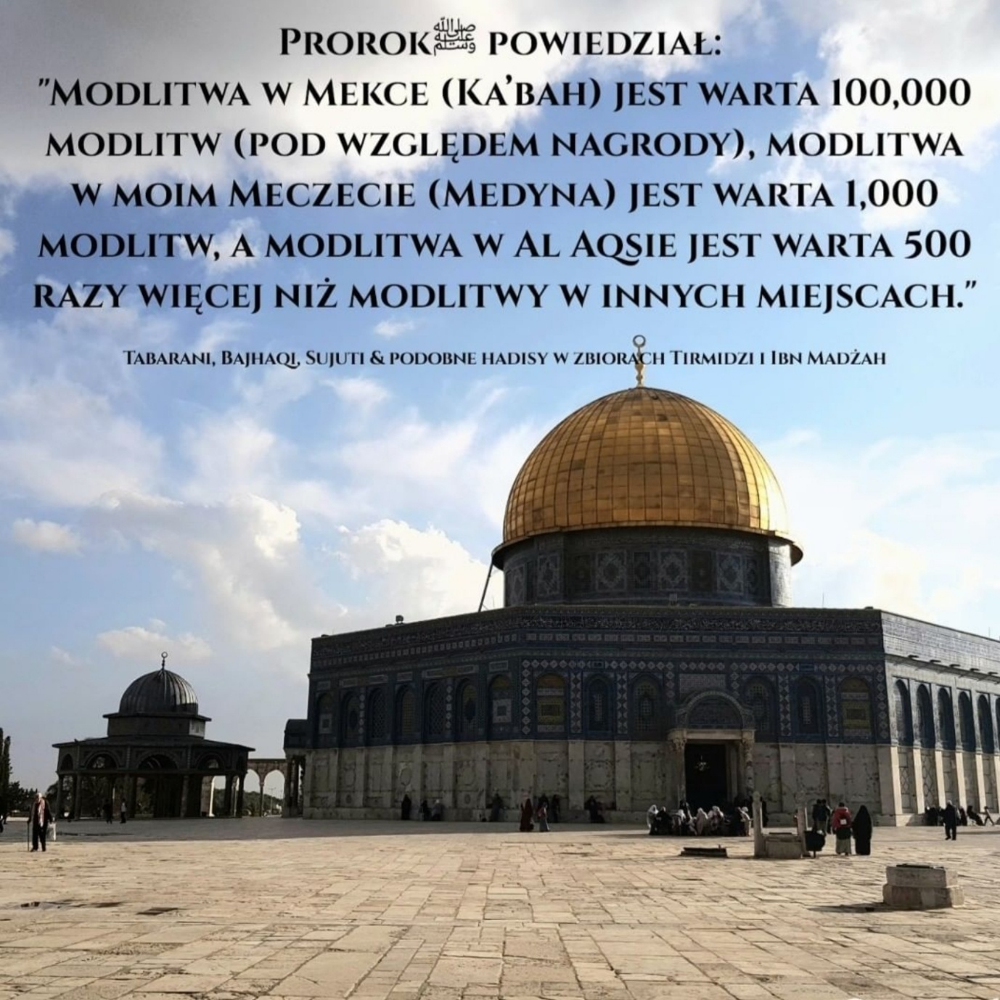 Prorokﷺ powiedział:
"Modlitwa w Mekce (Ka’bah) jest warta 100,000
modlitw (pod względem nagrody), modlitwa
w moim Meczecie (Medyna) jest warta 1,000
modlitw, a modlitwa w Al Aqsie jest warta 500
razy więcej niż modlitwy w innych miejscach."
Tabarani, Bajhaqi, Sujuti & podobne hadisy w zbiorach Tirmidzi i Ibn Madżah